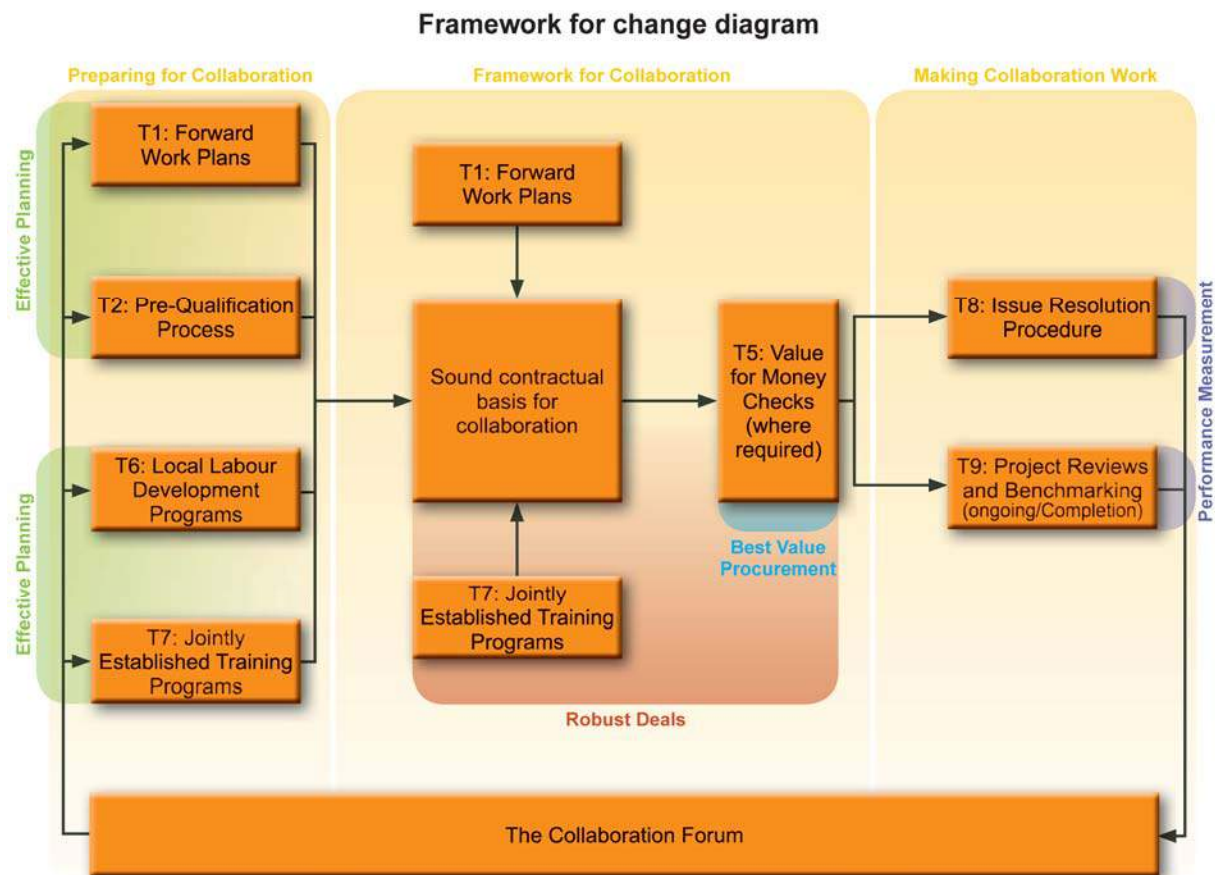 Framework for change diagram
Preparing for Collaboration
Framework for Collaboration
Making Collaboration Work
Effective Planning
T1: Forward
Work Plans
T2: Pre-Qualification
Process
Effective Planning
T6: Local Labour
Development
Programs
T7: Jointly
Established Training
Programs
T1: Forward
Work Plans
Sound contractual
basis for
collaboration
T7: Jointly
Established Training
Programs
Robust Deals
T5: Value
for Money
Checks
(where
required)
Best Value
Procurement
T8: Issue Resolution
Procedure
T9: Project Reviews
and Benchmarking
(ongoing/Completion)
Performance Measurement
The Collaboration Forum